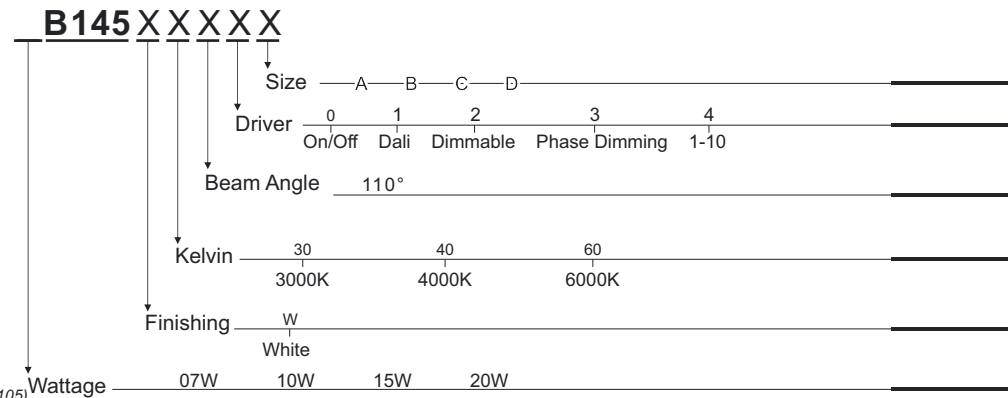 B145 X X X X X
Size A B C D
Driver 0 1 2 3 4
On/Off Dali Dimmable Phase Dimming 1-10
Beam Angle 110°
Kelvin 30 40 60
3000K 4000K 6000K
Finishing W
White
105) Wattage 07W 10W 15W 20W